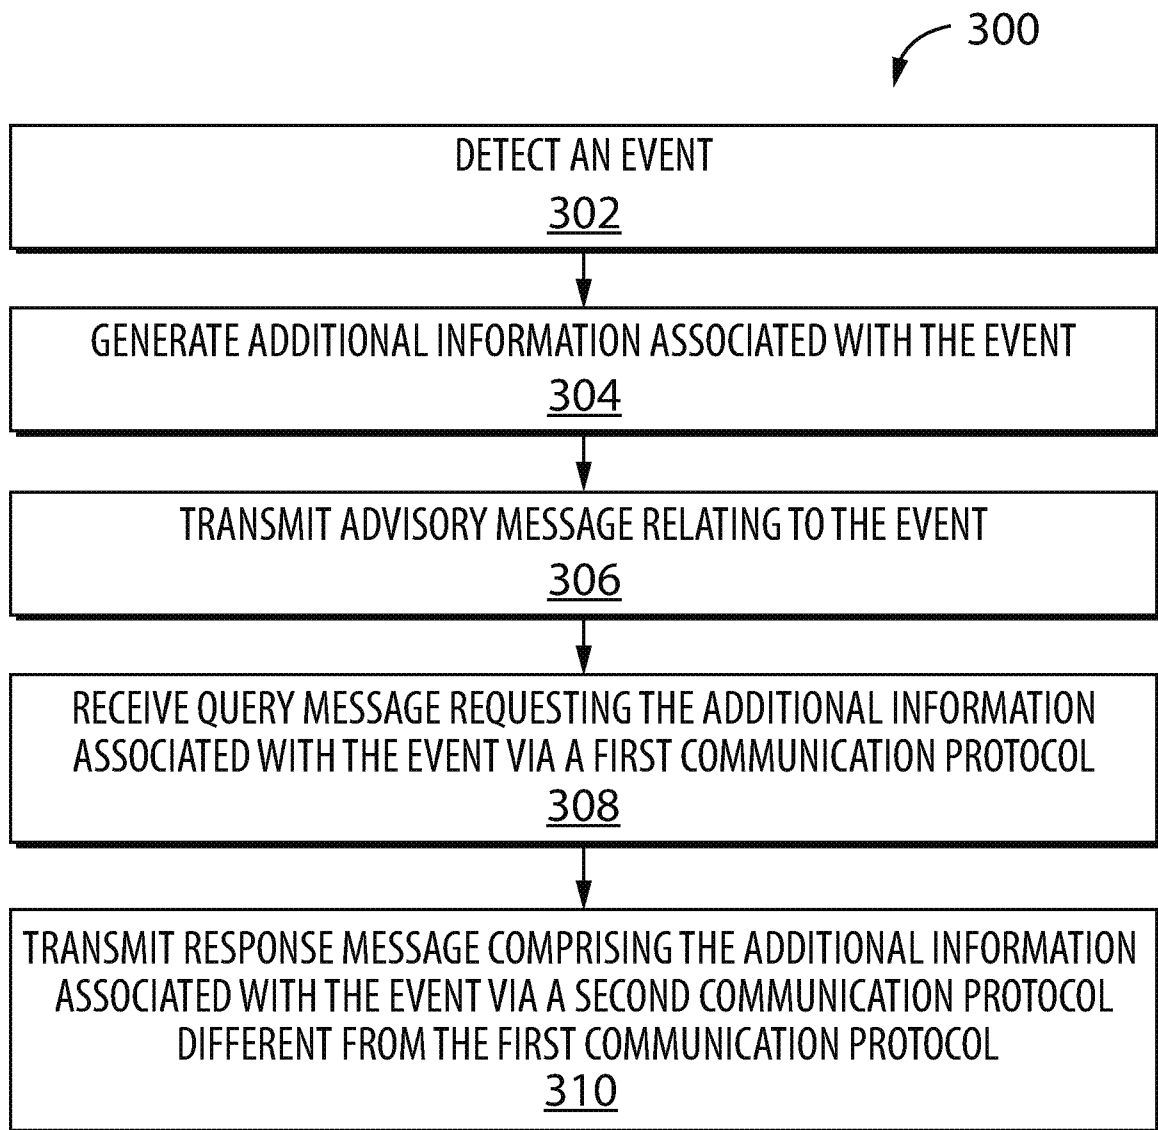 300
DETECT AN EVENT
302
GENERATE ADDITIONAL INFORMATION ASSOCIATED WITH THE EVENT
304
TRANSMIT ADVISORY MESSAGE RELATING TO THE EVENT
306
RECEIVE QUERY MESSAGE REQUESTING THE ADDITIONAL INFORMATION
ASSOCIATED WITH THE EVENT VIA A FIRST COMMUNICATION PROTOCOL
308
TRANSMIT RESPONSE MESSAGE COMPRISING THE ADDITIONAL INFORMATION
ASSOCIATED WITH THE EVENT VIA A SECOND COMMUNICATION PROTOCOL
DIFFERENT FROM THE FIRST COMMUNICATION PROTOCOL
310